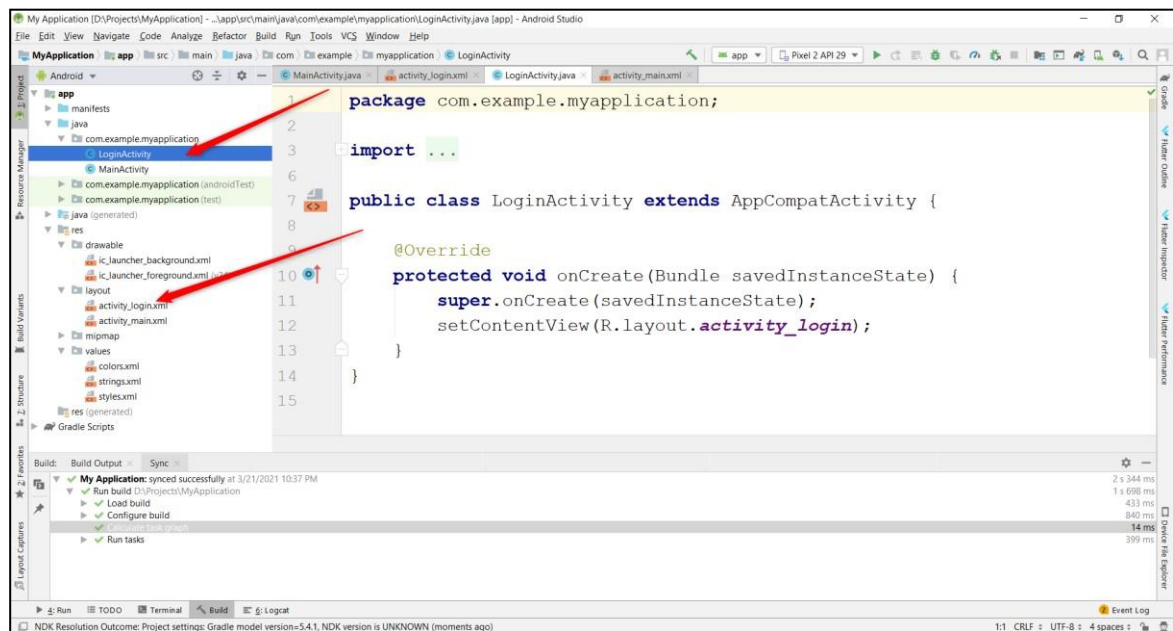 My Application [D:\Projects\MyApplication] - ...\app\src\main\java\com\example\myapplication\LoginActivity.java [app] - Android Studio
File Edit View Navigate Code Analyze Refactor Build Run Tools VCS Window Help
MyApplication app src main java com example myapplication LoginActivity app Pixel 2 API 29
1: Project
Resource Manager
Build Variants
Z: Structure
2: Favorites
Layout Captures
Android
app
manifests
java
com.example.myapplication
LoginActivity
MainActivity
com.example.myapplication (androidTest)
com.example.myapplication (test)
java (generated)
res
drawable
ic_launcher_background.xml
ic_launcher_foreground.xml
layout
activity_login.xml
activity_main.xml
mipmap
values
colors.xml
strings.xml
styles.xml
res (generated)
Gradle Scripts
MainActivity.java activity_login.xml LoginActivity.java activity_main.xml
1 package com.example.myapplication;
2
3 import ...
6
7 public class LoginActivity extends AppCompatActivity {
8
9 @Override
10 protected void onCreate(Bundle savedInstanceState) {
11 super.onCreate(savedInstanceState);
12 setContentView(R.layout.activity_login);
13 }
14 }
15
Gradle
Flutter Outline
Flutter Inspector
Flutter Performance
Device File Explorer
Build: Build Output Sync
My Application: synced successfully at 3/21/2021 10:37 PM 2 s 344 ms
Run build D:\Projects\MyApplication 1 s 698 ms
Load build 433 ms
Configure build 840 ms
Calculate task graph 14 ms
Run tasks 399 ms
4: Run TODO Terminal Build 6: Logcat 2 Event Log
NDK Resolution Outcome: Project settings: Gradle model version=5.4.1, NDK version is UNKNOWN (moments ago) 1:1 CRLF UTF-8 4 spaces